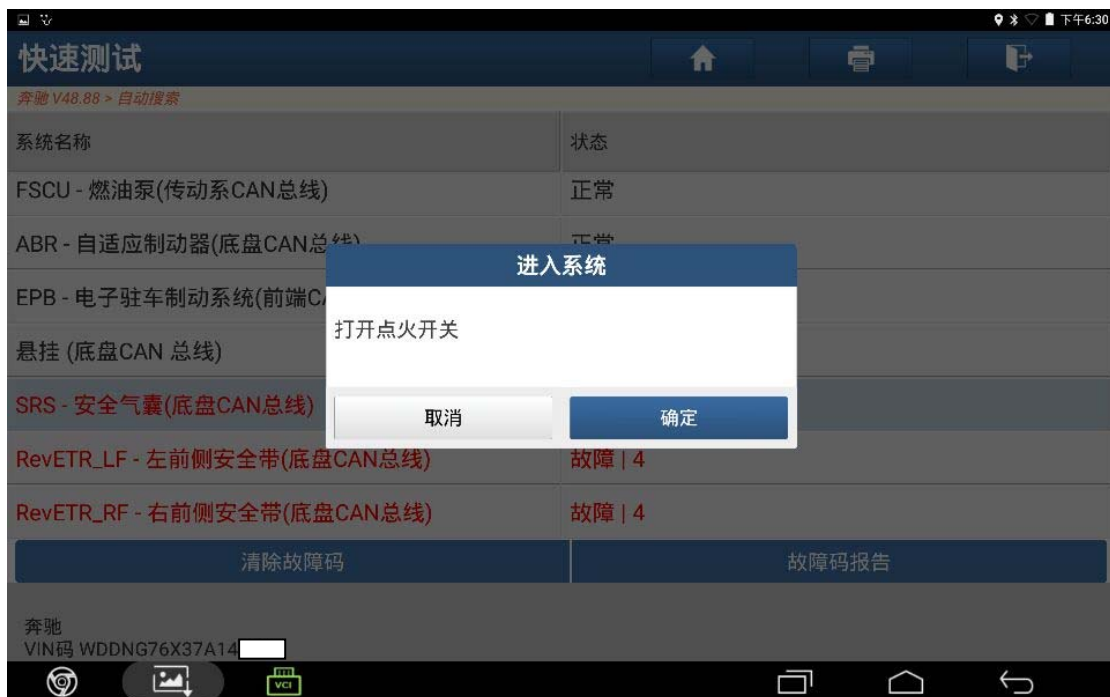 下午6:30
快速测试
奔驰 V48.88 > 自动搜索
系统名称 状态
FSCU - 燃油泵(传动系CAN总线) 正常
ABR - 自适应制动器(底盘CAN总线) 正常
进入系统
EPB - 电子驻车制动系统(前端CA
打开点火开关
悬挂 (底盘CAN 总线)
SRS - 安全气囊(底盘CAN总线)
取消 确定
RevETR_LF - 左前侧安全带(底盘CAN总线) 故障 | 4
RevETR_RF - 右前侧安全带(底盘CAN总线) 故障 | 4
清除故障码 故障码报告
奔驰
VIN码 WDDNG76X37A14
VCI